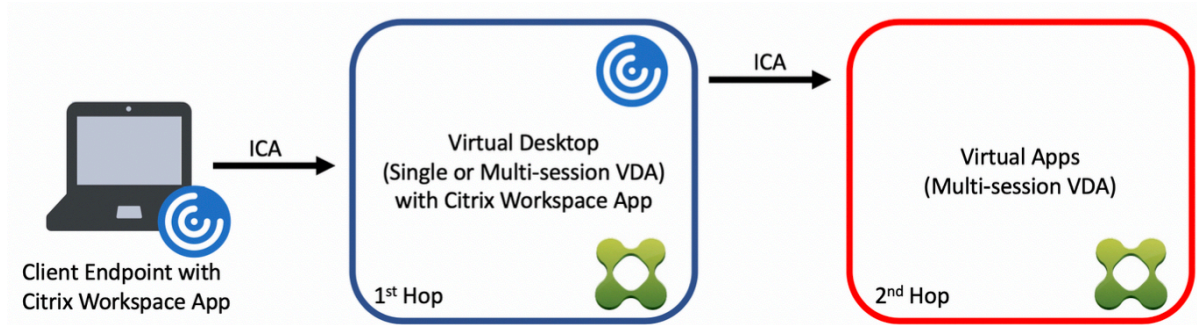 Client Endpoint with
Citrix Workspace App
ICA
Virtual Desktop
(Single or Multi-session VDA)
with Citrix Workspace App
1st Hop
ICA
Virtual Apps
(Multi-session VDA)
2nd Hop